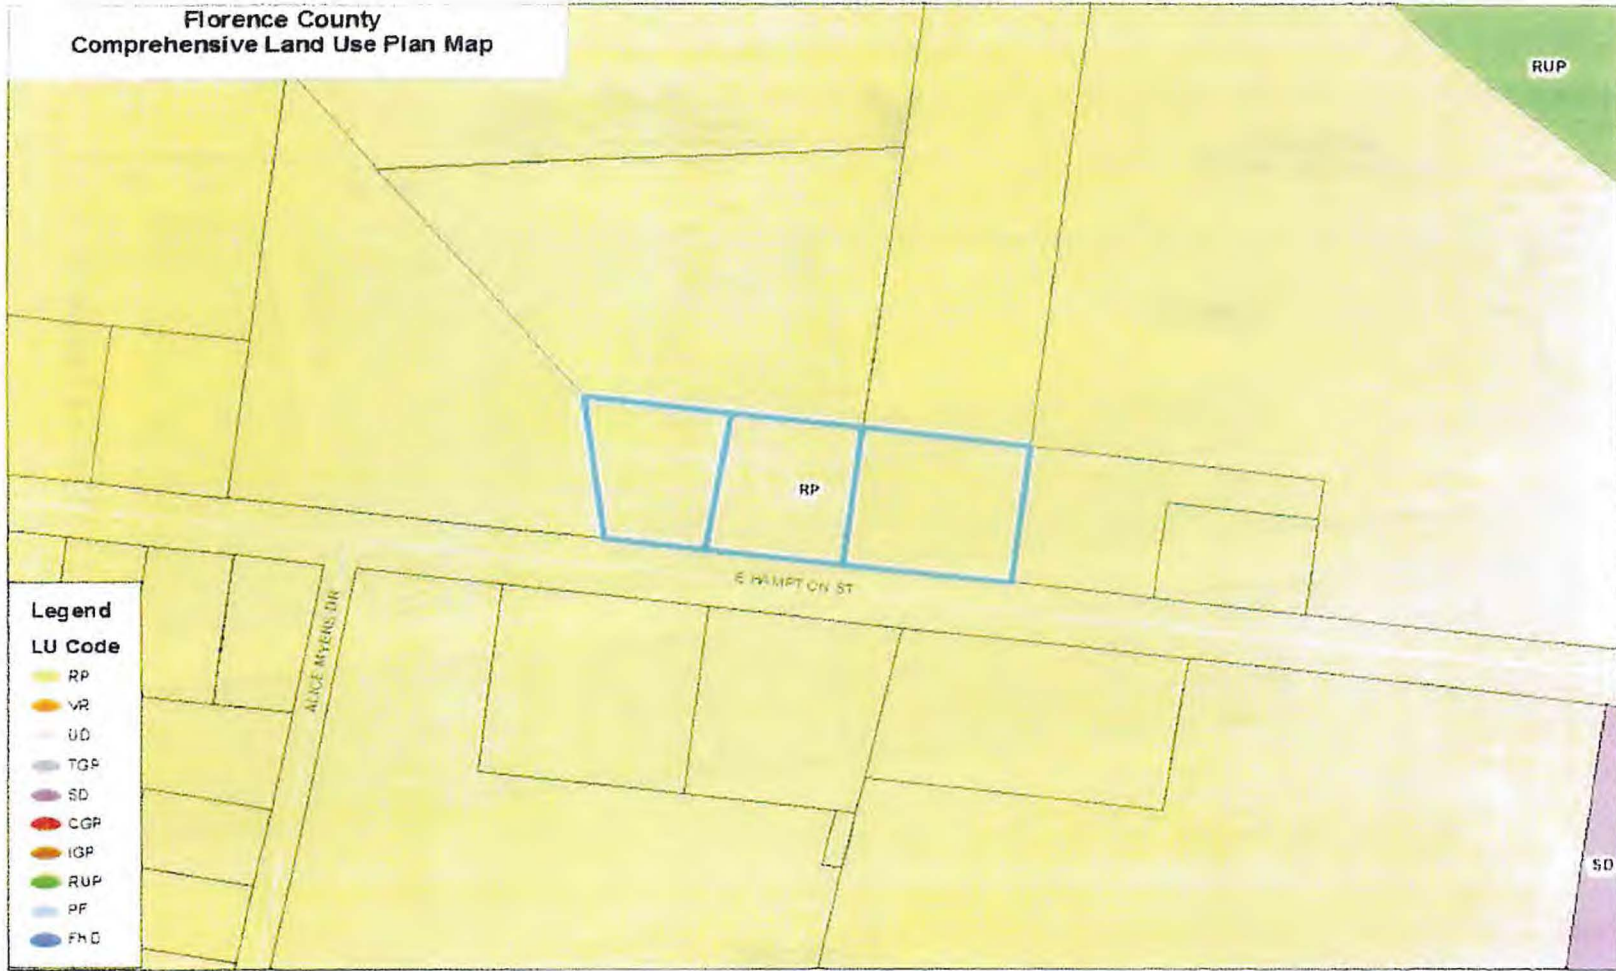 Florence County
Comprehensive Land Use Plan Map
RUP
RP
E HAMPTON ST
ALICE MYERS DR
Legend
LU Code
RP
VR
UD
TGP
SD
CGP
IGP
RUP
PF
FHD
SD